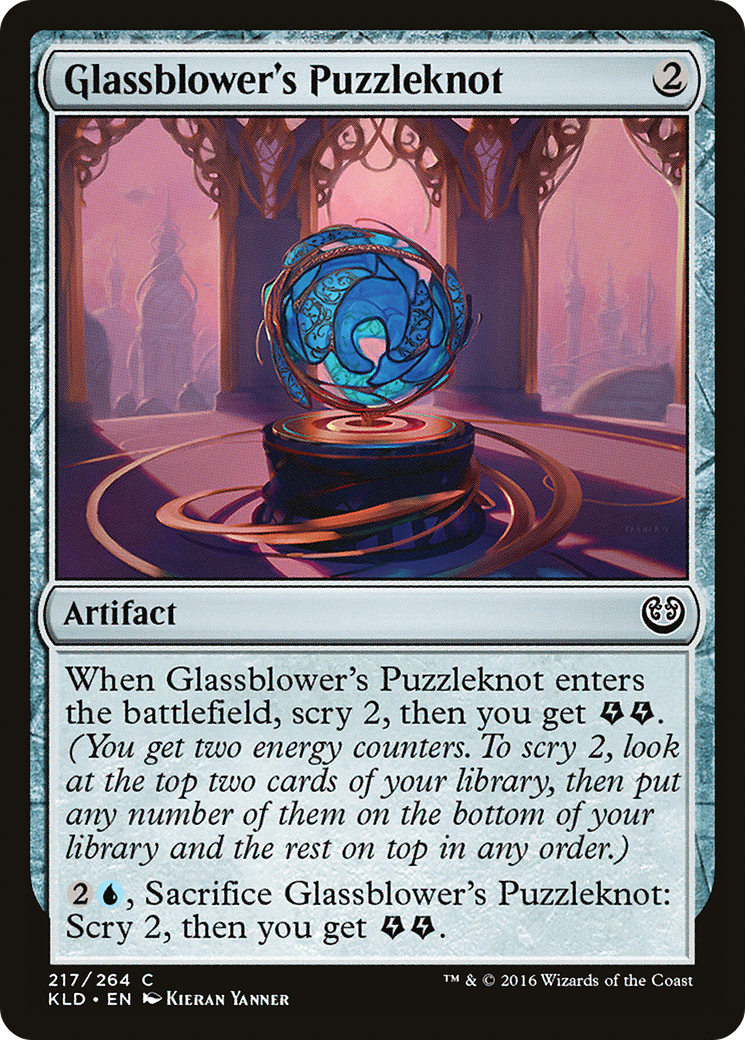 Glassblower's Puzzleknot 2
Artifact
When Glassblower's Puzzleknot enters
the battlefield, scry 2, then you get .
(You get two energy counters. To scry 2, look
at the top two cards of your library, then put
any number of them on the bottom of your
library and the rest on top in any order.)
2 , Sacrifice Glassblower's Puzzleknot:
Scry 2, then you get .
217/264 C
™ & © 2016 Wizards of the Coast
KLD • EN Kieran Yanner